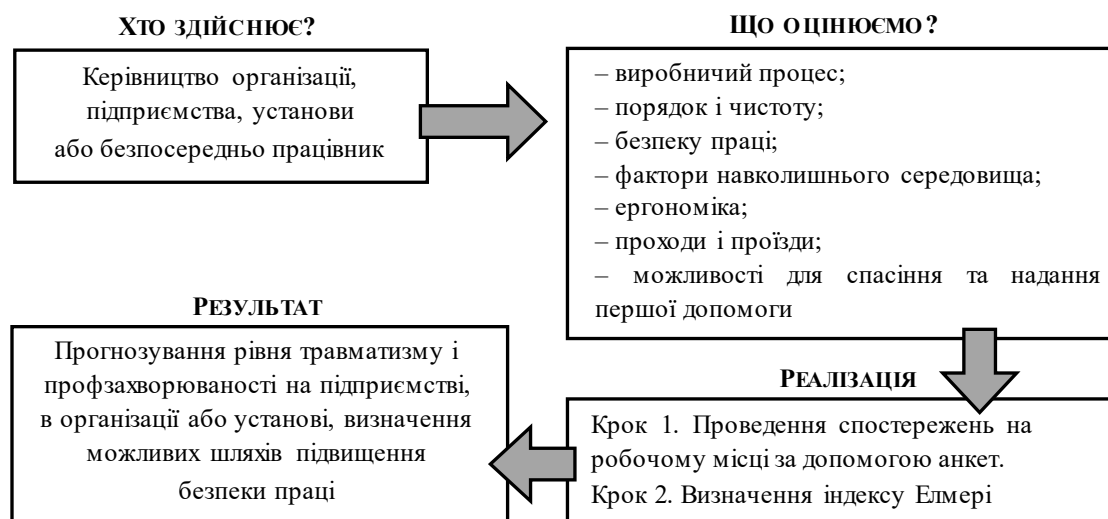 ХТО ЗДІЙСНЮЄ?
Керівництво організації,
підприємства, установи
або безпосередньо працівник
ЩО ОЦІНЮЄМО?
– виробничий процес;
– порядок і чистоту;
– безпеку праці;
– фактори навколишнього середовища;
– ергономіка;
– проходи і проїзди;
– можливості для спасіння та надання
першої допомоги
РЕАЛІЗАЦІЯ
Крок 1. Проведення спостережень на
робочому місці за допомогою анкет.
Крок 2. Визначення індексу Елмері
РЕЗУЛЬТАТ
Прогнозування рівня травматизму і
профзахворюваності на підприємстві,
в організації або установі, визначення
можливих шляхів підвищення
безпеки праці